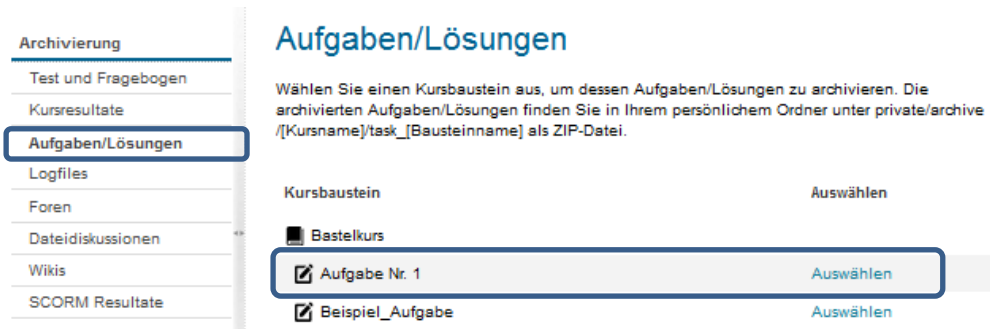 Archivierung
Test und Fragebogen
Kursresultate
Aufgaben/Lösungen
Logfiles
Foren
Dateidiskussionen
Wikis
SCORM Resultate
Aufgaben/Lösungen
Wählen Sie einen Kursbaustein aus, um dessen Aufgaben/Lösungen zu archivieren. Die
archivierten Aufgaben/Lösungen finden Sie in Ihrem persönlichem Ordner unter private/archive
/[Kursname]/task_[Bausteinname] als ZIP-Datei.
Kursbaustein Auswählen
Bastelkurs
Aufgabe Nr. 1 Auswählen
Beispiel_Aufgabe Auswählen